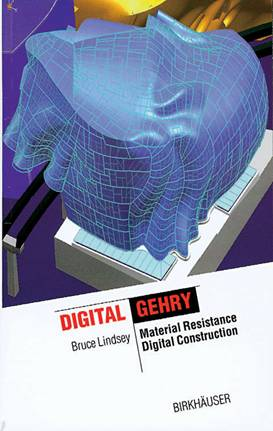 DIGITAL GEHRY
Bruce Lindsey
Material Resistance
Digital Construction
BIRKHÄUSER